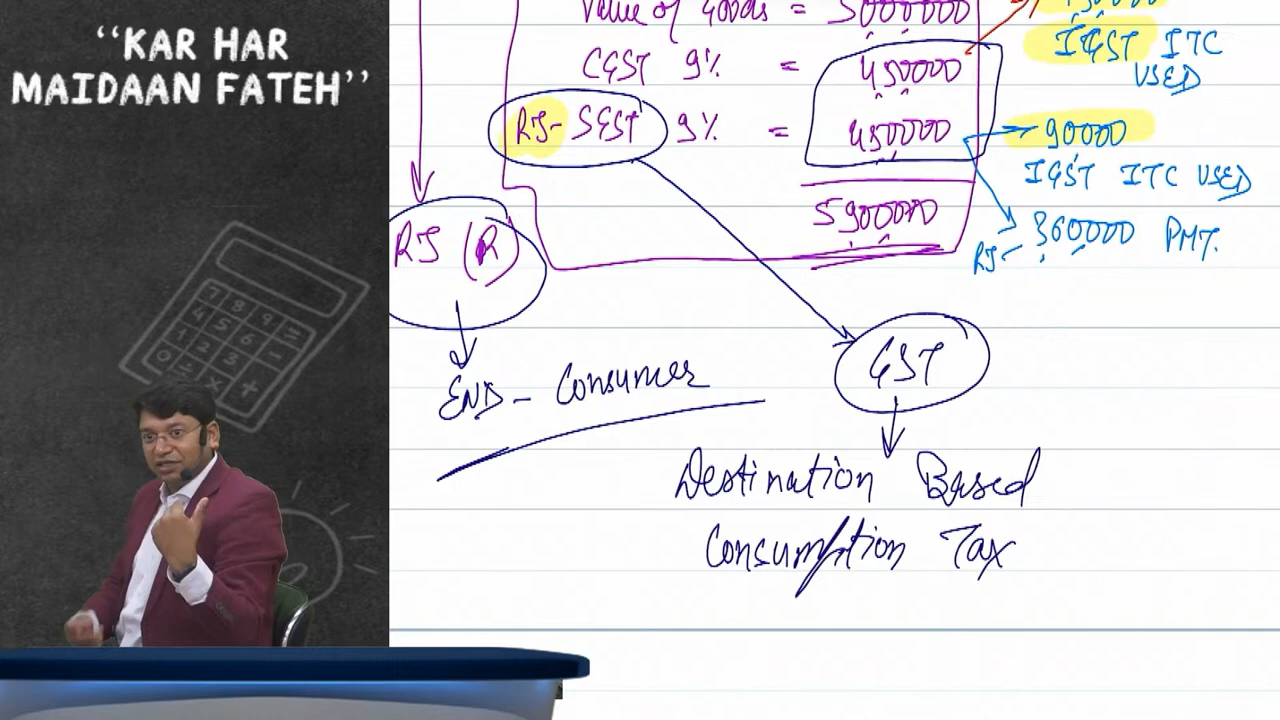 “KAR HAR
MAIDAAN FATEH”
Value of Goods = 5000000
CGST 9% = 450000
RJ- SGST 9% = 450000
5900000
450000
IGST ITC
USED
90000
IGST ITC USED
RJ- 360000 PMT.
RJ (R)
END - Consumer
GST
Destination Based
Consumption Tax